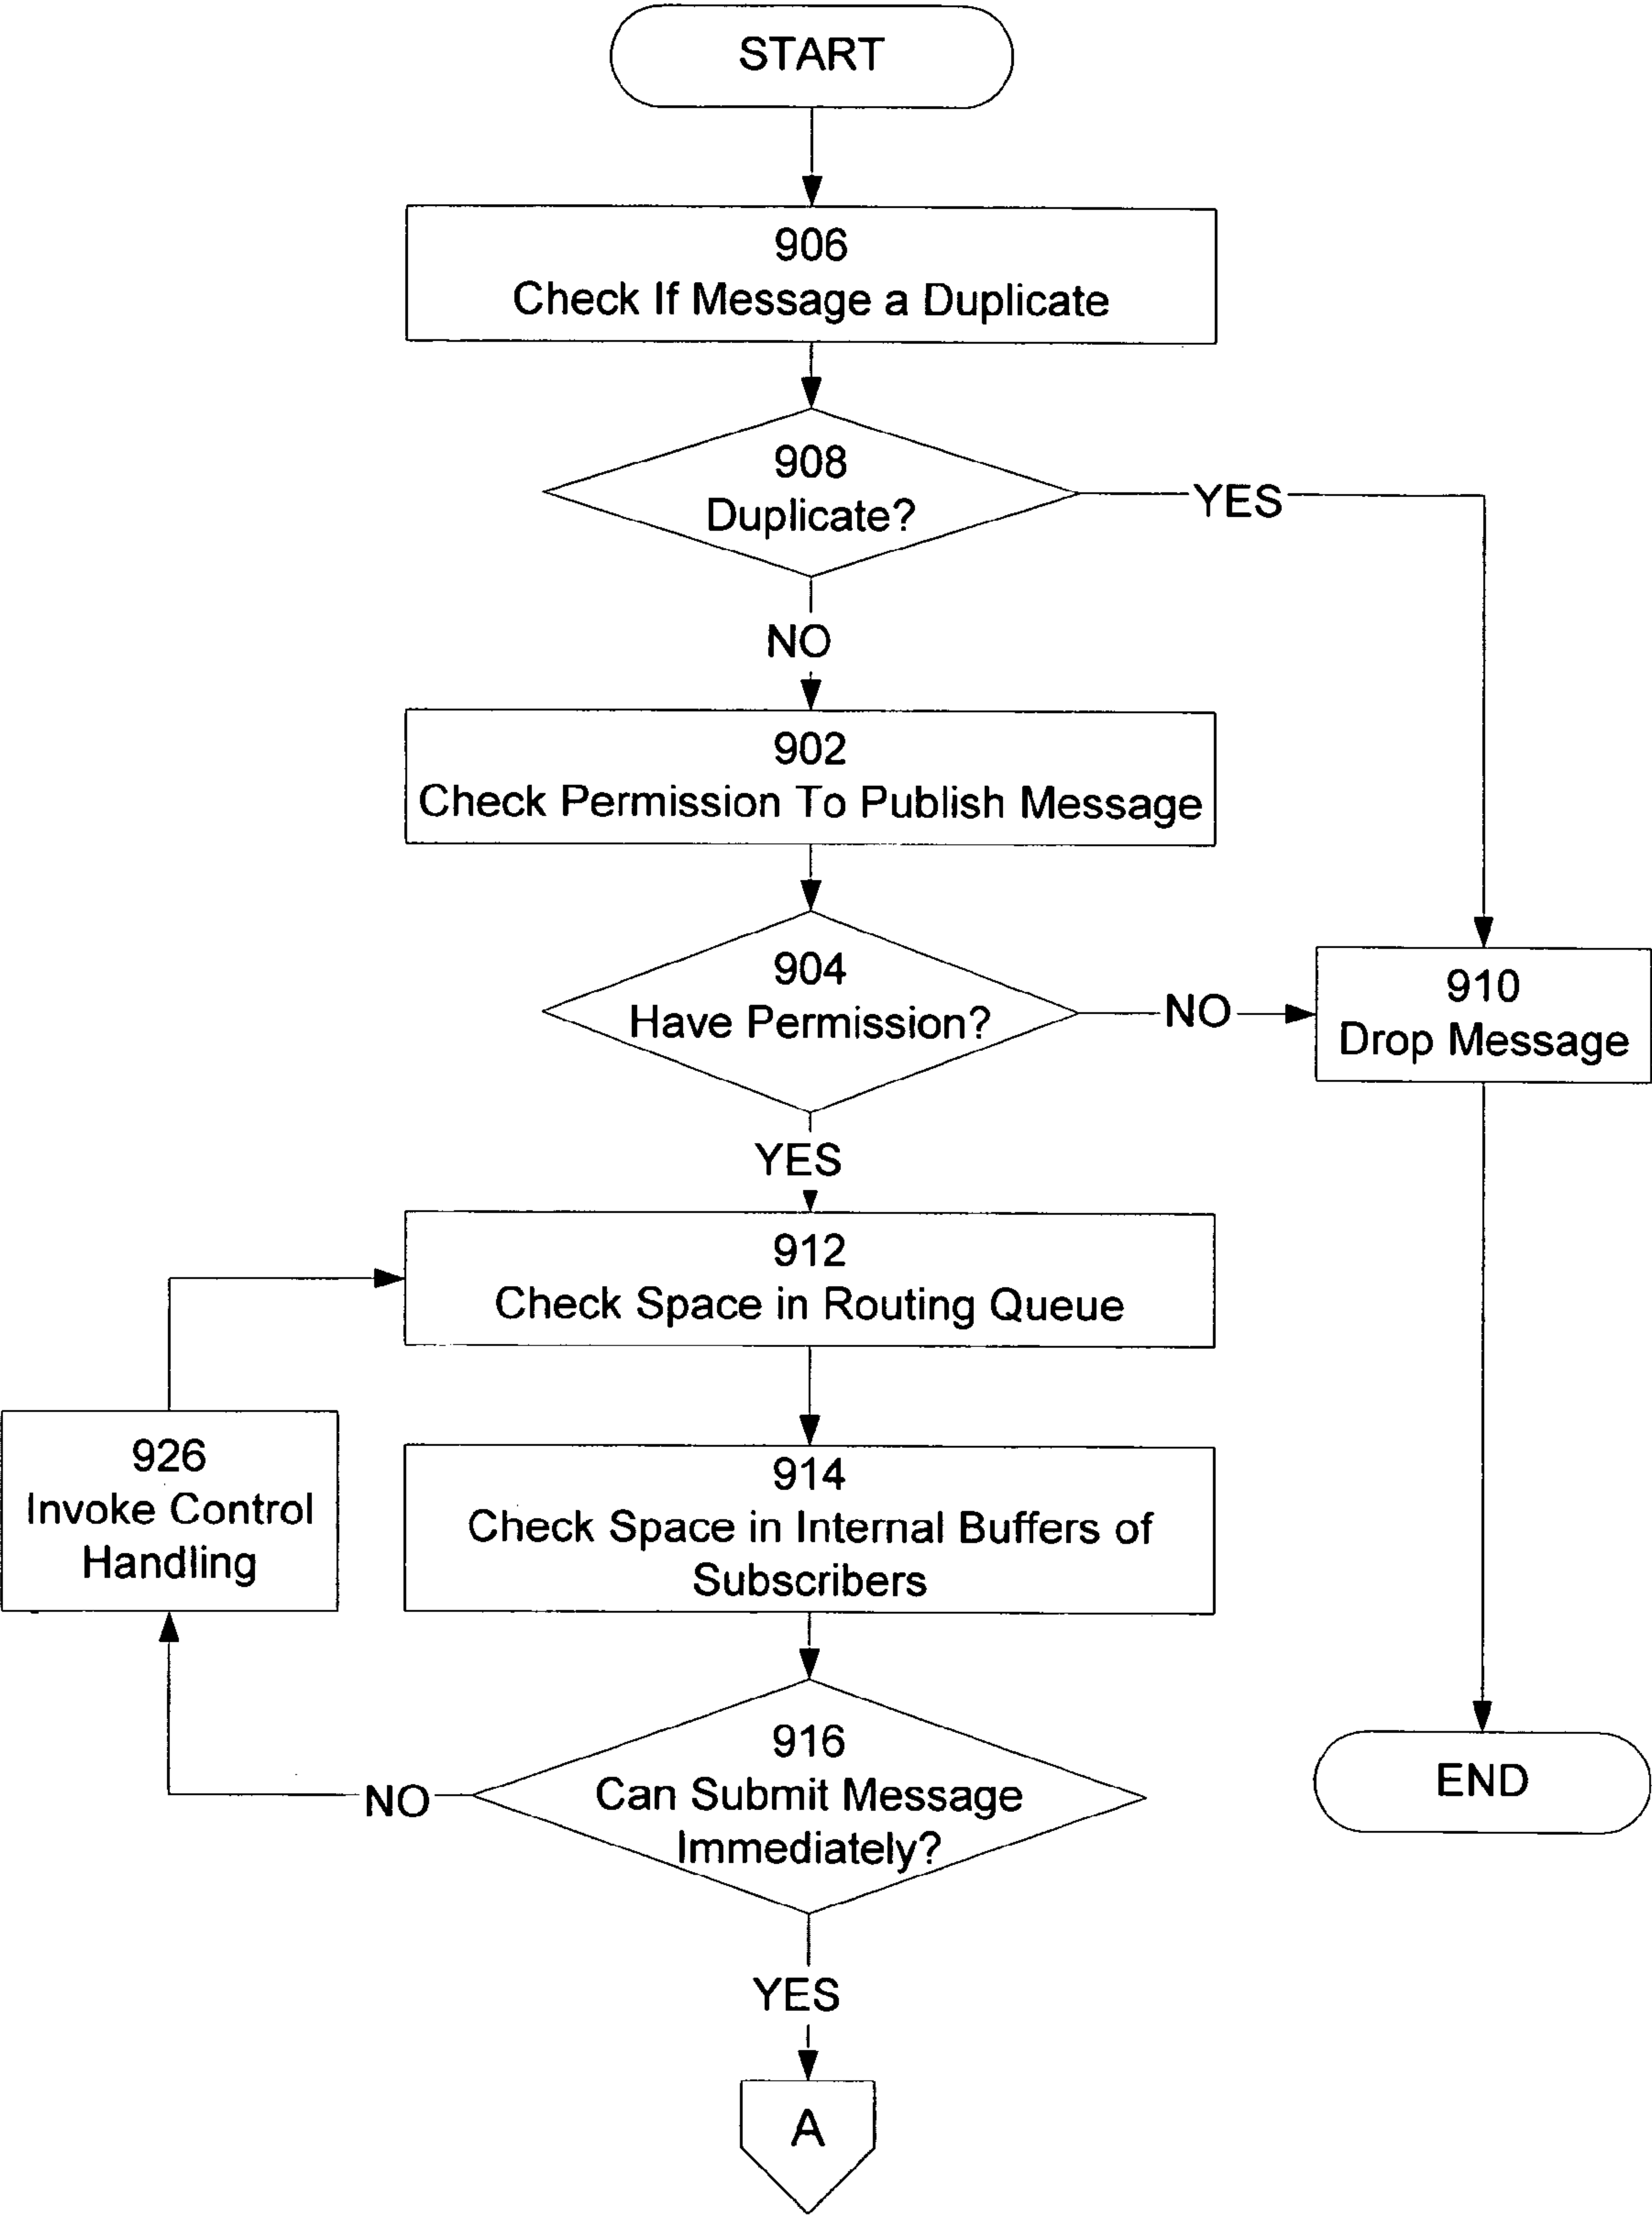 START
906
Check If Message a Duplicate
908
Duplicate?
YES
NO
902
Check Permission To Publish Message
904
Have Permission?
NO
910
Drop Message
YES
912
Check Space in Routing Queue
926
Invoke Control
Handling
914
Check Space in Internal Buffers of
Subscribers
916
Can Submit Message
Immediately?
NO
END
YES
A